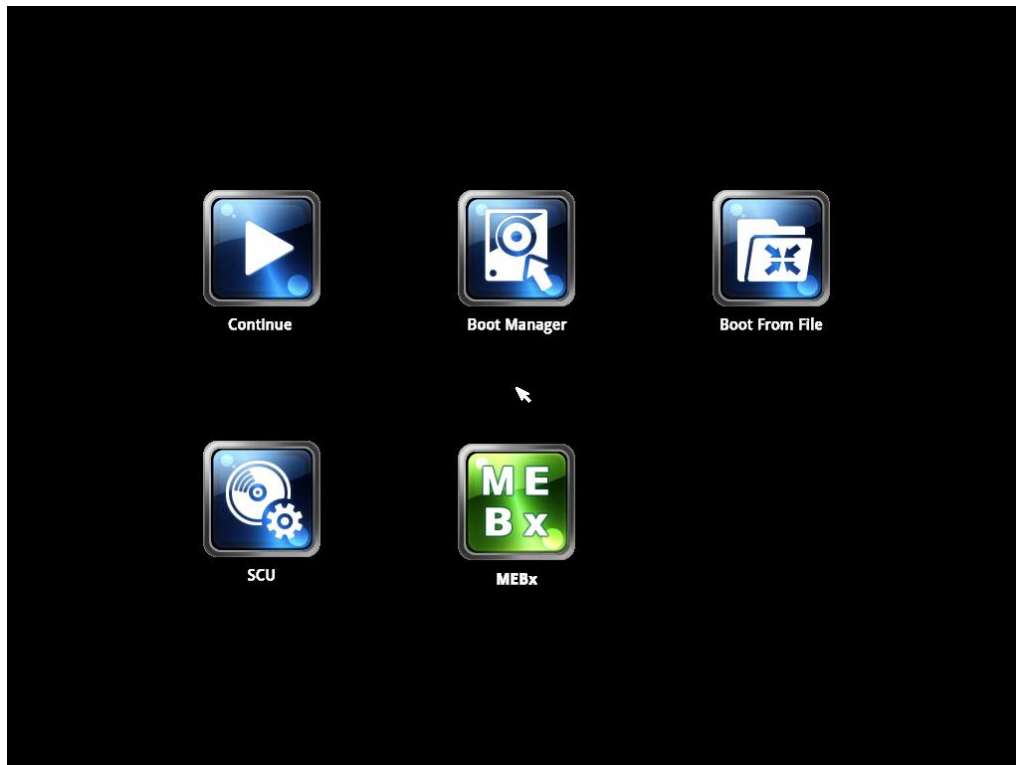 Continue
Boot Manager
Boot From File
SCU
ME
Bx
MEBx